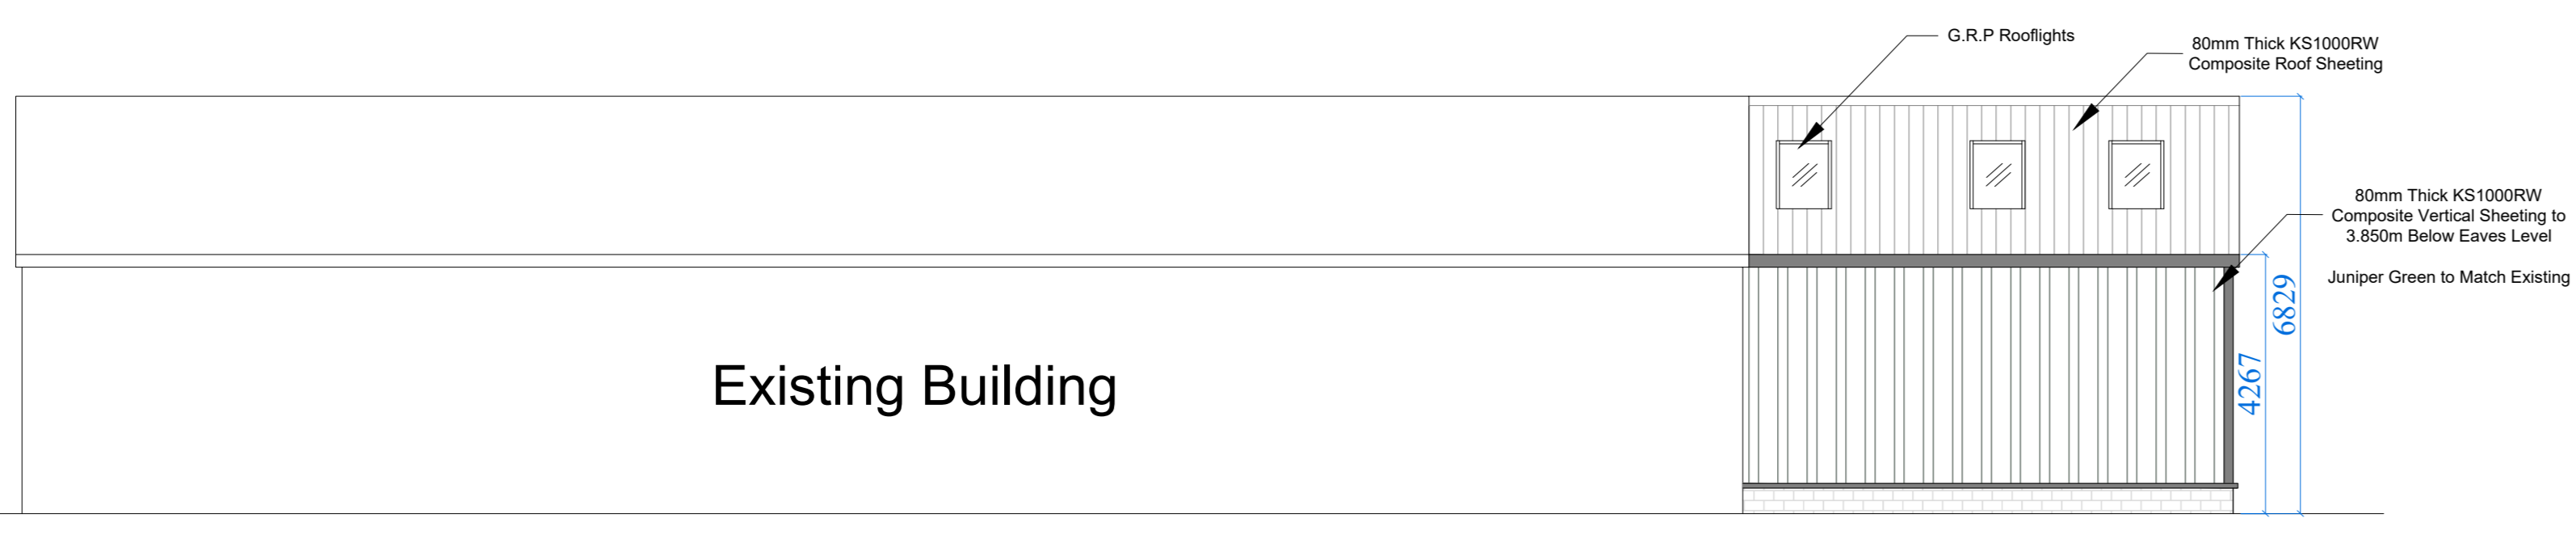 G.R.P Rooflights
80mm Thick KS1000RW
Composite Roof Sheeting
80mm Thick KS1000RW
Composite Vertical Sheeting to
3.850m Below Eaves Level
Juniper Green to Match Existing
6829
4267
Existing Building